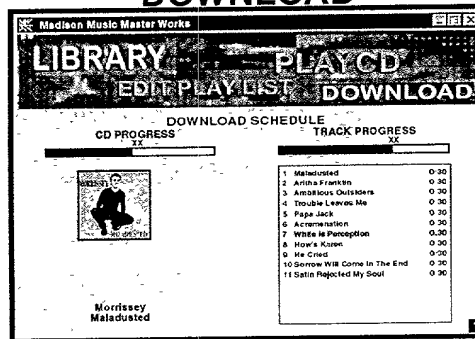 DOWNLOAD
Madison Music Master Works
LIBRARY
PLAY CD
EDIT PLAY LIST
DOWNLOAD
DOWNLOAD SCHEDULE
CD PROGRESS
XX
TRACK PROGRESS
XX
1 Maladusted 0:30
2 Aritha Franklin 0:30
3 Ambitious Outsiders 0:30
4 Trouble Leaves Me 0:30
5 Papa Jack 0:30
6 Acremenation 0:30
7 White is Perception 0:30
8 How's Karen 0:30
9 He Cried 0:30
10 Sorrow Will Come In The End 0:30
11 Satin Rejected My Soul 0:30
Morrissey
Maladusted